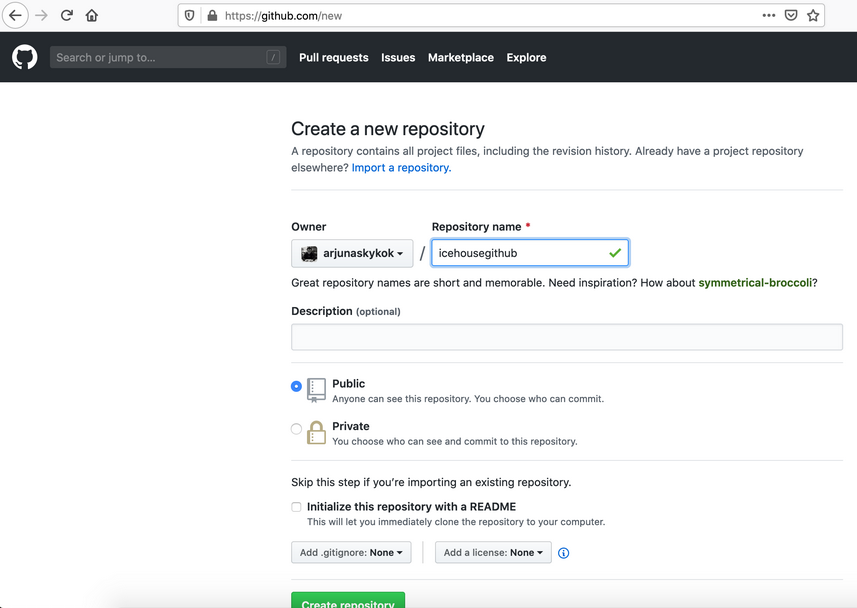 https://github.com/new
Search or jump to... /
Pull requests Issues Marketplace Explore
Create a new repository
A repository contains all project files, including the revision history. Already have a project repository
elsewhere? Import a repository.
Owner Repository name *
arjunaskykok / icehousegithub
Great repository names are short and memorable. Need inspiration? How about symmetrical-broccoli?
Description (optional)
Public
Anyone can see this repository. You choose who can commit.
Private
You choose who can see and commit to this repository.
Skip this step if you’re importing an existing repository.
Initialize this repository with a README
This will let you immediately clone the repository to your computer.
Add .gitignore: None Add a license: None
Create repository